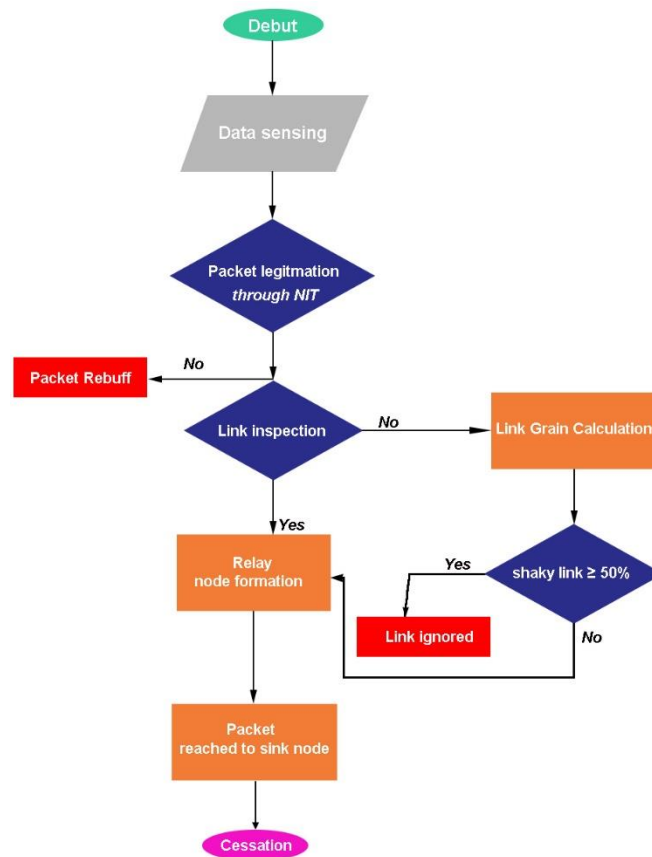 Debut
Data sensing
Packet legitmation
through NIT
No
Packet Rebuff
Link inspection
No
Link Grain Calculation
Yes
Relay
node formation
Yes
shaky link ≥ 50%
Link ignored
No
Packet
reached to sink node
Cessation